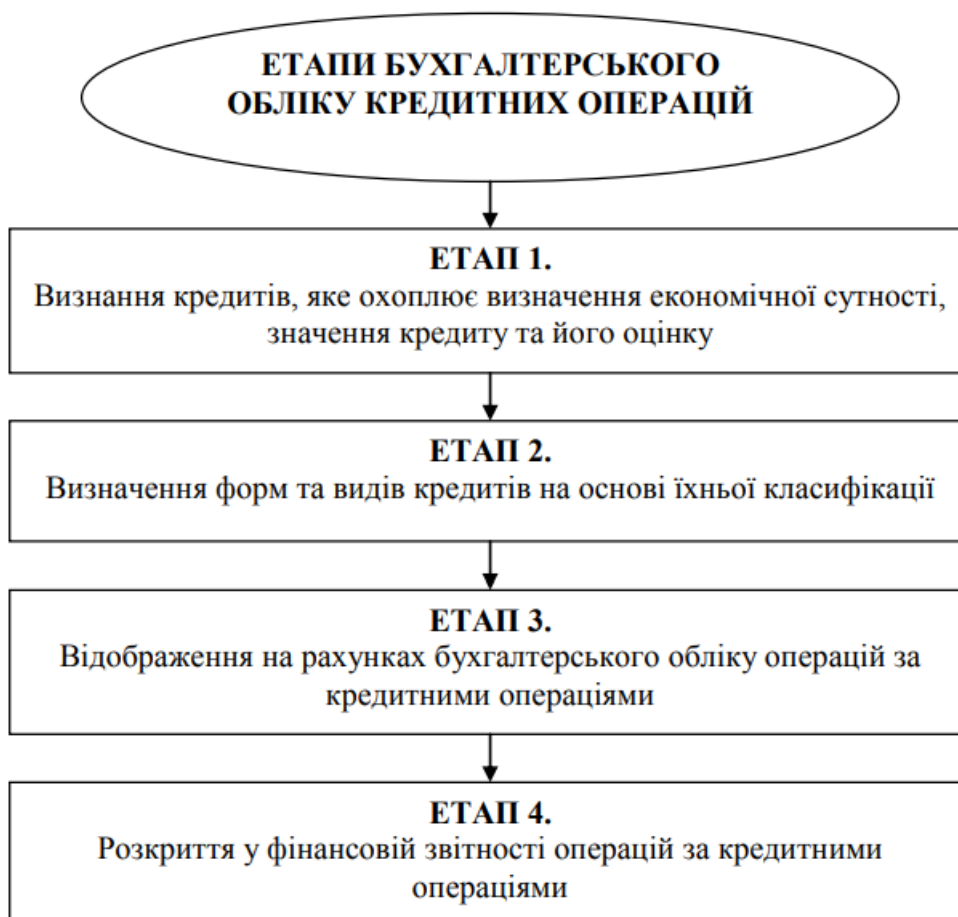 ЕТАПИ БУХГАЛТЕРСЬКОГО
ОБЛІКУ КРЕДИТНИХ ОПЕРАЦІЙ
ЕТАП 1.
Визнання кредитів, яке охоплює визначення економічної сутності,
значення кредиту та його оцінку
ЕТАП 2.
Визначення форм та видів кредитів на основі їхньої класифікації
ЕТАП 3.
Відображення на рахунках бухгалтерського обліку операцій за
кредитними операціями
ЕТАП 4.
Розкриття у фінансовій звітності операцій за кредитними
операціями